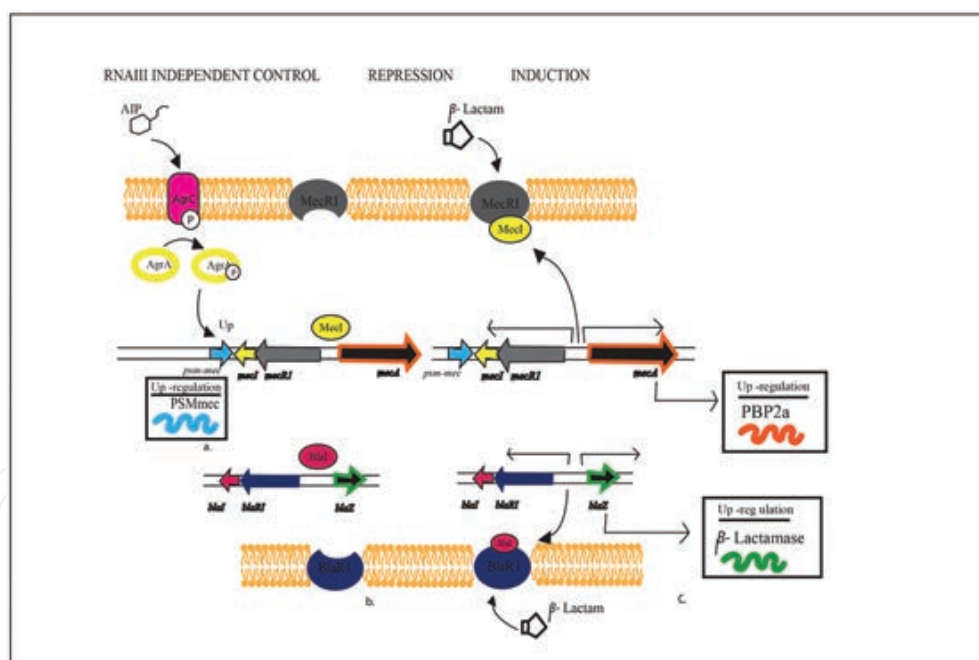 RNAIII INDEPENDENT CONTROL REPRESSION INDUCTION
AIP
β- Lactam
AgrC
P
MecRI
MecRI
MecI
AgrA
AgrA
P
Up
MecI
psm-mec mecI mecRI mecA
psm-mec mecI mecRI mecA
Up -regulation
PSMmec
a.
Up -regulation
PBP2a
blaI
blaI blaRI blaZ
blaI blaRI blaZ
Up -reg ulation
β- Lactamase
BlaRI
BlaRI
b.
c.
β- Lactam